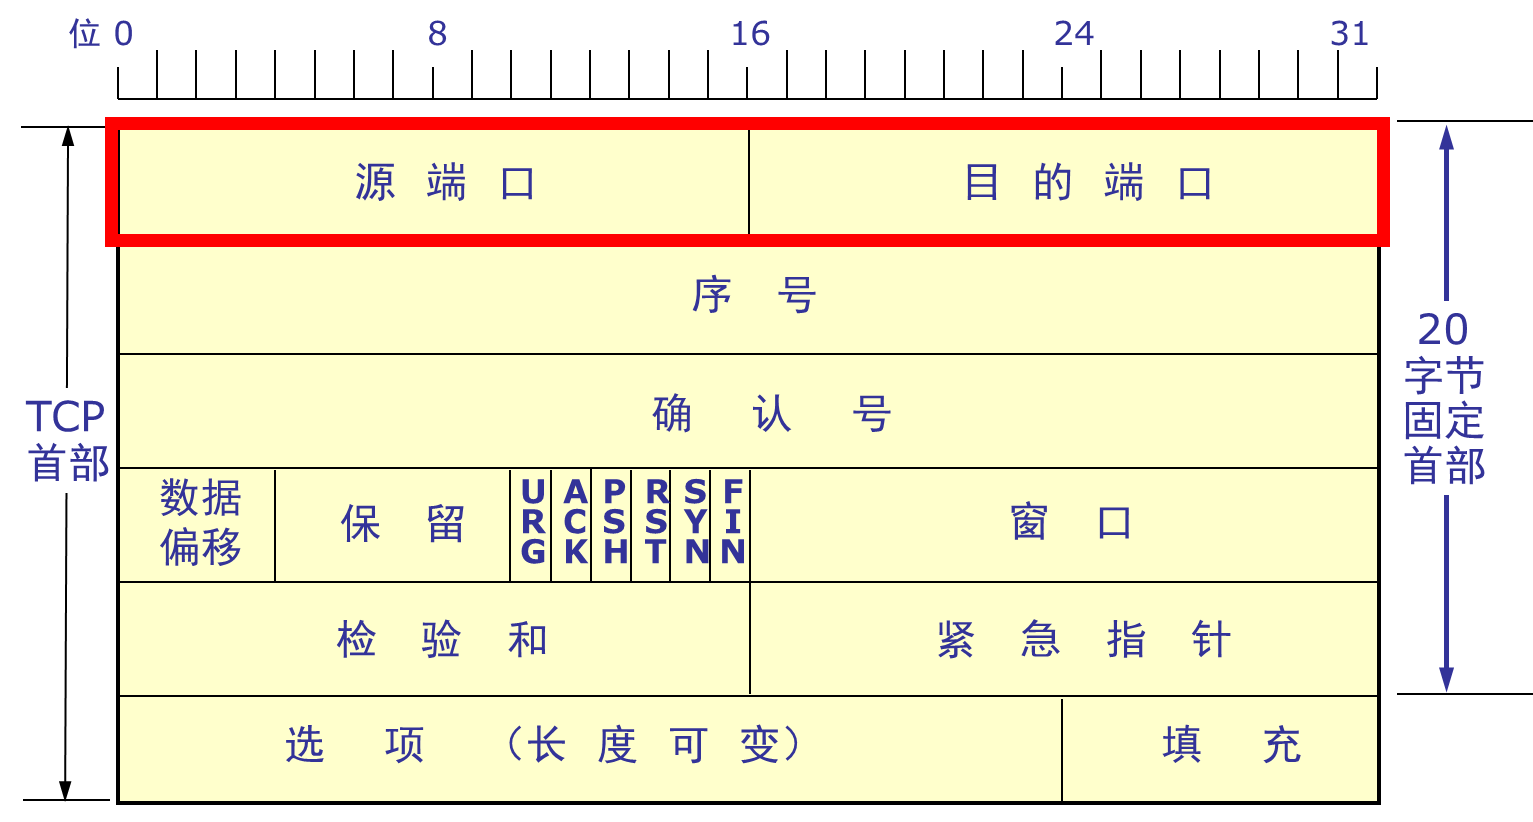 位 0 8 16 24 31
源 端 口 目 的 端 口
序 号
确 认 号
TCP
首部
20
字节
固定
首部
数据
偏移
保 留
URG
ACK
PSH
RST
SYN
FIN
窗 口
检 验 和 紧 急 指 针
选 项 （长 度 可 变） 填 充